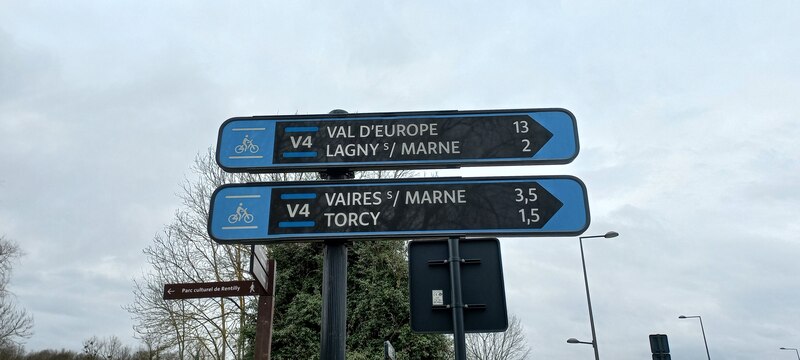 V4 VAL D'EUROPE 13
LAGNY s/ MARNE 2
V4 VAIRES s/ MARNE 3,5
TORCY 1,5
← Parc culturel de Rentilly